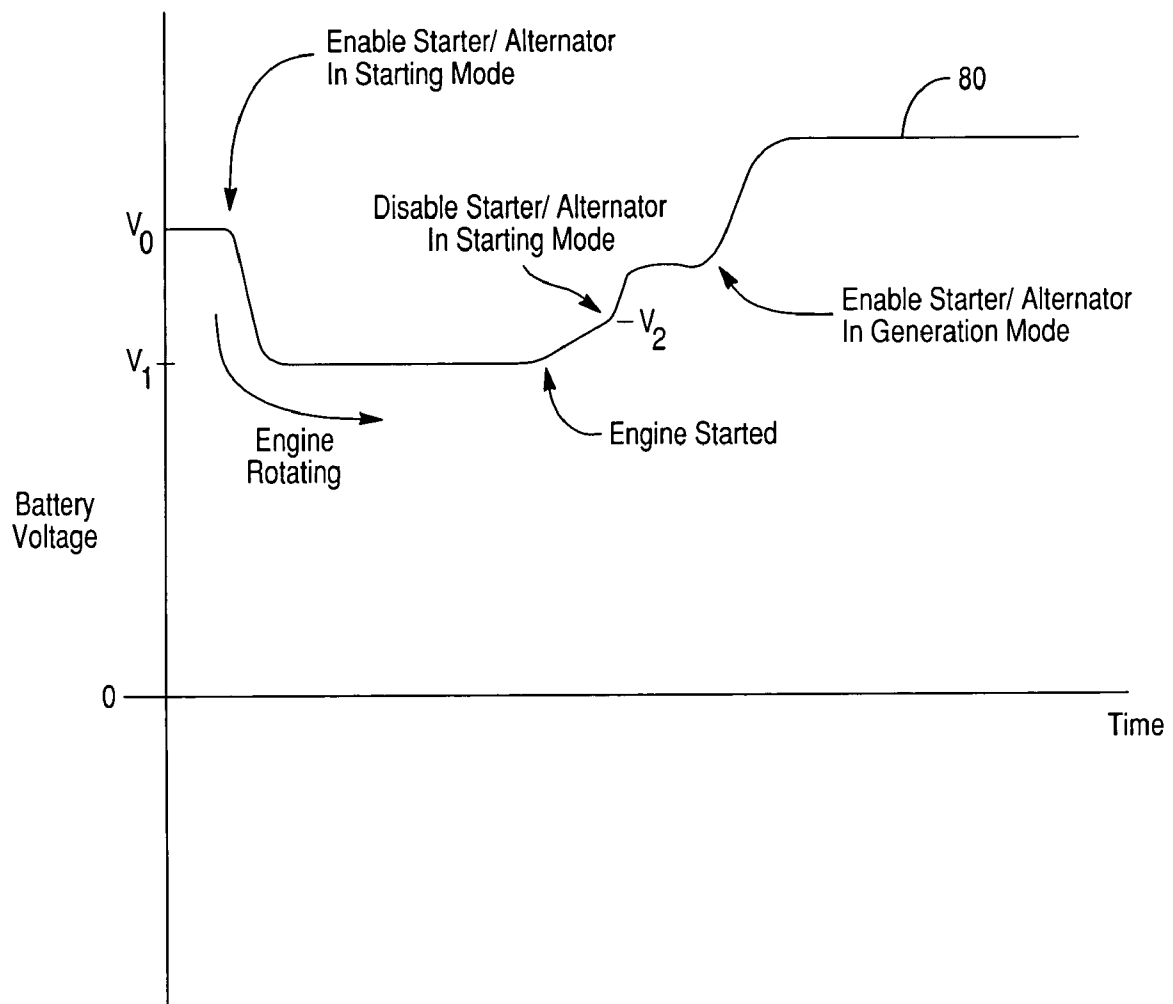 Enable Starter/ Alternator
In Starting Mode
80
V0
Disable Starter/ Alternator
In Starting Mode
V2
Enable Starter/ Alternator
In Generation Mode
V1
Engine
Rotating
Engine Started
Battery
Voltage
0
Time